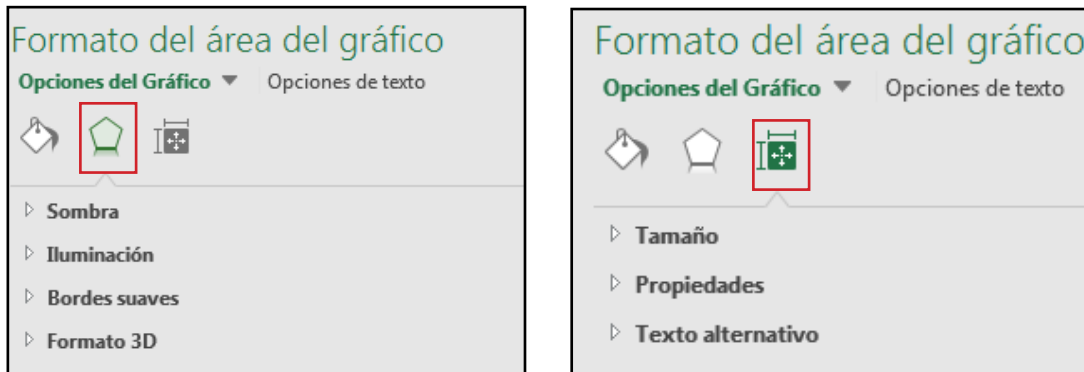 Formato del área del gráfico
Opciones del Gráfico Opciones de texto
Sombra
Iluminación
Bordes suaves
Formato 3D
Formato del área del gráfico
Opciones del Gráfico Opciones de texto
Tamaño
Propiedades
Texto alternativo